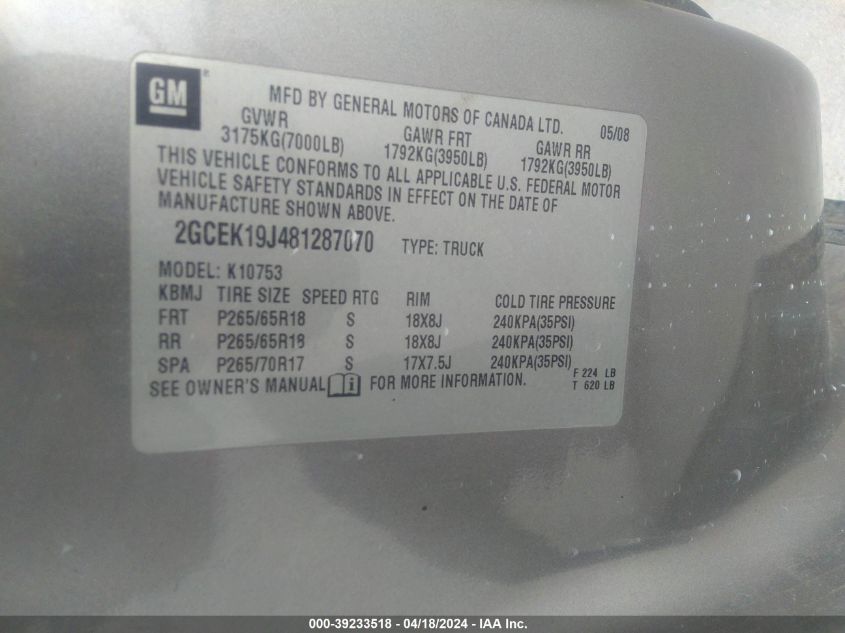 GM ®
MFD BY GENERAL MOTORS OF CANADA LTD. 05/08
GVWR GAWR FRT GAWR RR
3175KG(7000LB) 1792KG(3950LB) 1792KG(3950LB)
THIS VEHICLE CONFORMS TO ALL APPLICABLE U.S. FEDERAL MOTOR
VEHICLE SAFETY STANDARDS IN EFFECT ON THE DATE OF
MANUFACTURE SHOWN ABOVE.
2GCEK19J481287070 TYPE: TRUCK
MODEL: K10753
KBMJ TIRE SIZE SPEED RTG RIM COLD TIRE PRESSURE
FRT P265/65R18 S 18X8J 240KPA(35PSI)
RR P265/65R18 S 18X8J 240KPA(35PSI)
SPA P265/70R17 S 17X7.5J 240KPA(35PSI)
F 224 LB
T 620 LB
SEE OWNER'S MANUAL FOR MORE INFORMATION.
000-39233518 - 04/18/2024 - IAA Inc.